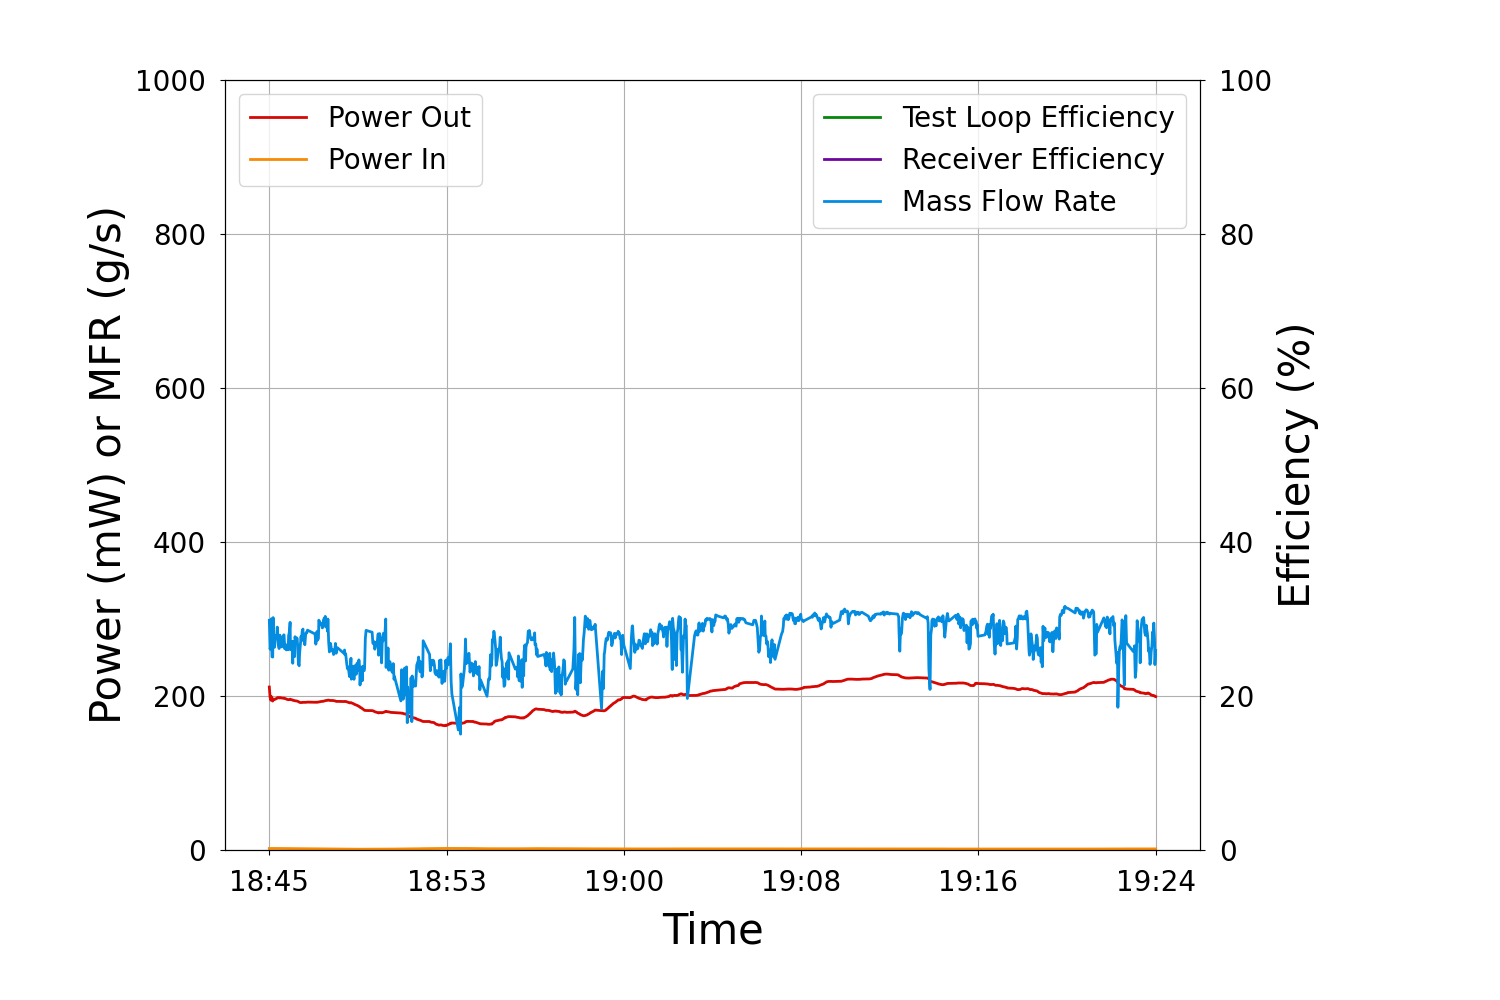 Power (mW) or MFR (g/s)
1000
800
600
400
200
0
Power Out
Power In
Test Loop Efficiency
Receiver Efficiency
Mass Flow Rate
100
80
60
40
20
0
Efficiency (%)
18:45 18:53 19:00 19:08 19:16 19:24
Time